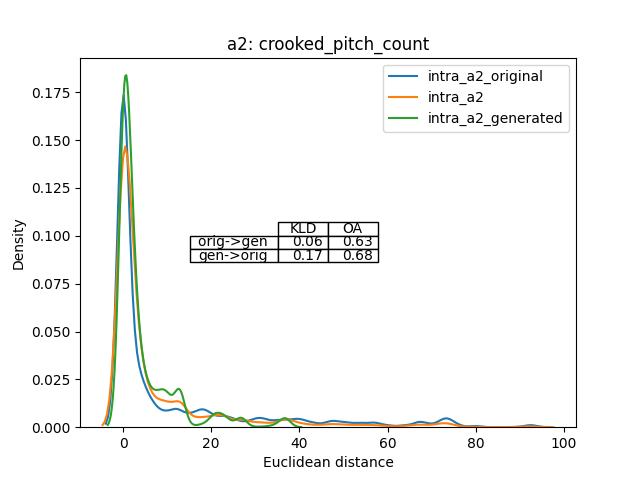 a2: crooked_pitch_count
intra_a2_original
intra_a2
intra_a2_generated
0.175
0.150
0.125
0.100
0.075
0.050
0.025
0.000
Density
KLD OA
orig->gen 0.06 0.63
gen->orig 0.17 0.68
0 20 40 60 80 100
Euclidean distance